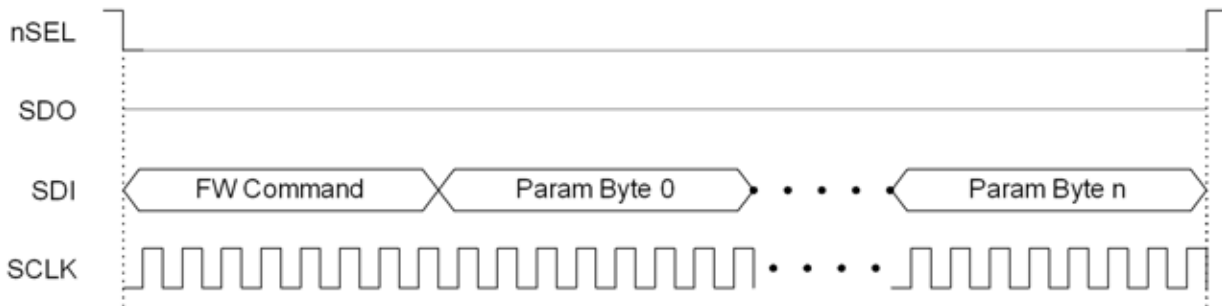 nSEL
SDO
SDI FW Command Param Byte 0 Param Byte n
SCLK